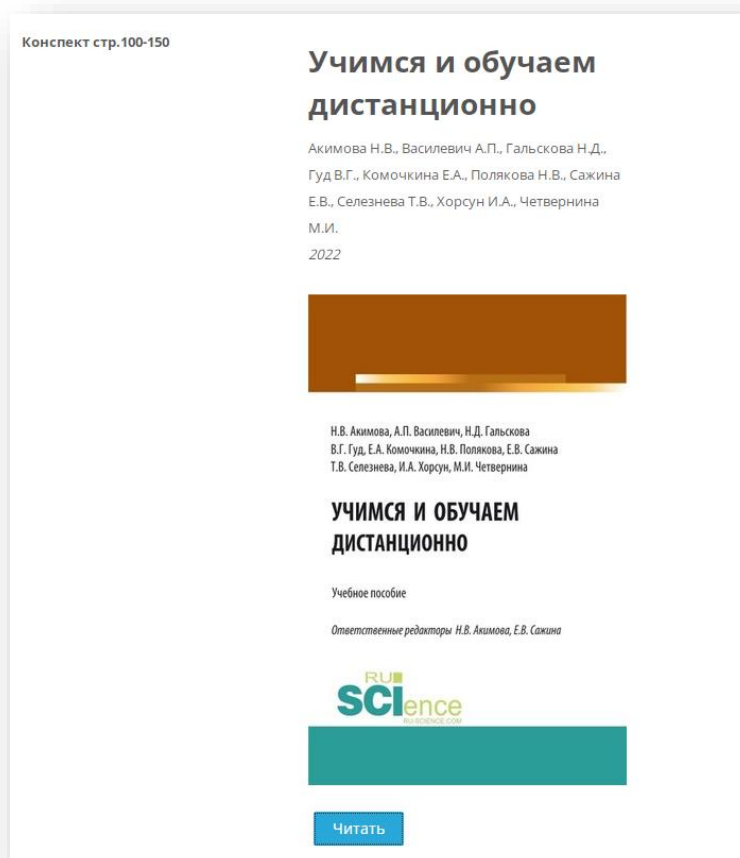 Конспект стр.100-150
Учимся и обучаем
дистанционно
Акимова Н.В., Василевич А.П., Гальскова Н.Д.,
Гуд В.Г., Комочкина Е.А., Полякова Н.В., Сажина
Е.В., Селезнева Т.В., Хорсун И.А., Четвернина
М.И.
2022
Н.В. Акимова, А.П. Василевич, Н.Д. Гальскова
В.Г. Гуд, Е.А. Комочкина, Н.В. Полякова, Е.В. Сажина
Т.В. Селезнева, И.А. Хорсун, М.И. Четвернина
УЧИМСЯ И ОБУЧАЕМ
ДИСТАНЦИОННО
Учебное пособие
Ответственные редакторы Н.В. Акимова, Е.В. Сажина
RU
SCIence
RU-SCIENCE.COM
Читать